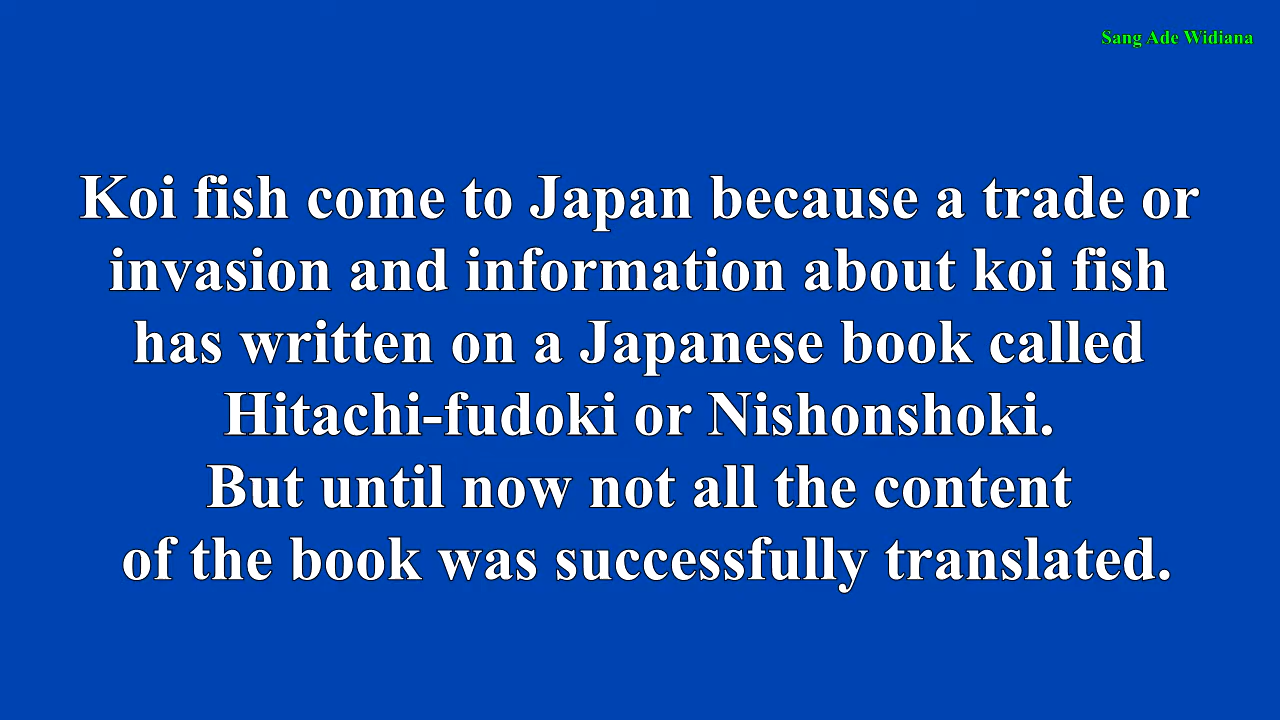 Sang Ade Widiana
Koi fish come to Japan because a trade or
invasion and information about koi fish
has written on a Japanese book called
Hitachi-fudoki or Nishonshoki.
But until now not all the content
of the book was successfully translated.